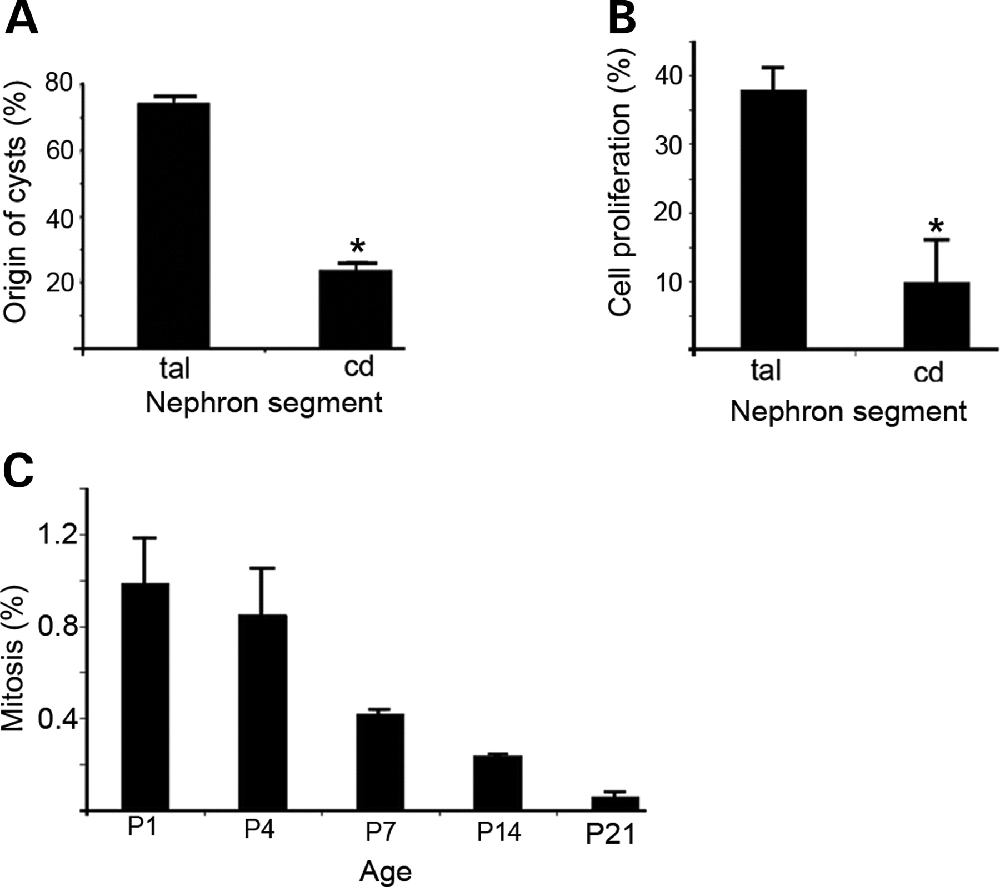 A
Origin of cysts (%)
80
60
40
20
*
tal
cd
Nephron segment
B
Cell proliferation (%)
40
30
20
10
*
tal
cd
Nephron segment
C
Mitosis (%)
1.2
0.8
0.4
P1
P4
P7
P14
P21
Age